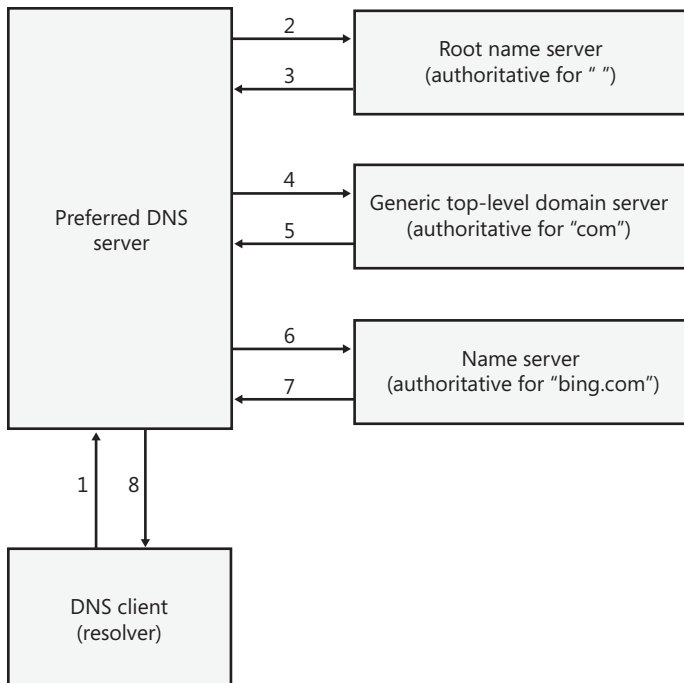 2
Root name server
(authoritative for “ ”)
3
4
Generic top-level domain server
(authoritative for “com”)
5
Preferred DNS
server
6
Name server
(authoritative for “bing.com”)
7
1
8
DNS client
(resolver)